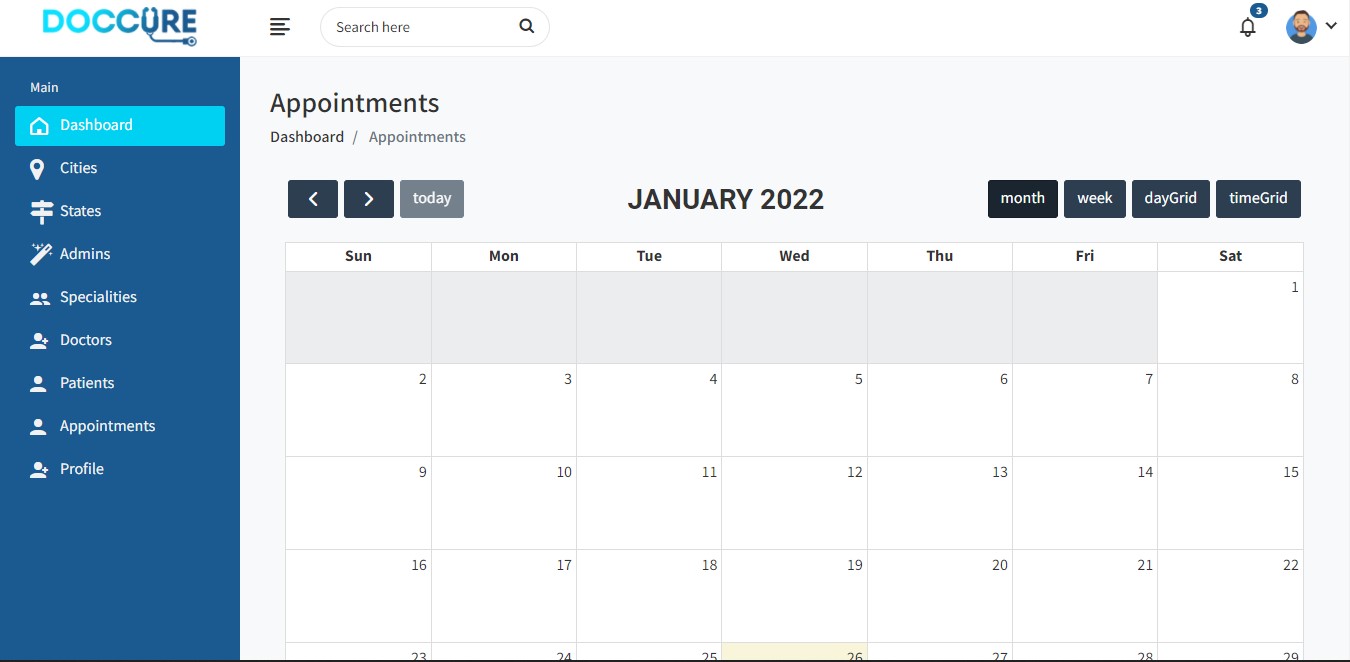 DOCCURE
Search here
3
Main
Dashboard
Cities
States
Admins
Specialities
Doctors
Patients
Appointments
Profile
Appointments
Dashboard / Appointments
today
JANUARY 2022
month week dayGrid timeGrid
Sun Mon Tue Wed Thu Fri Sat
1
2 3 4 5 6 7 8
9 10 11 12 13 14 15
16 17 18 19 20 21 22
23 24 25 26 27 28 29